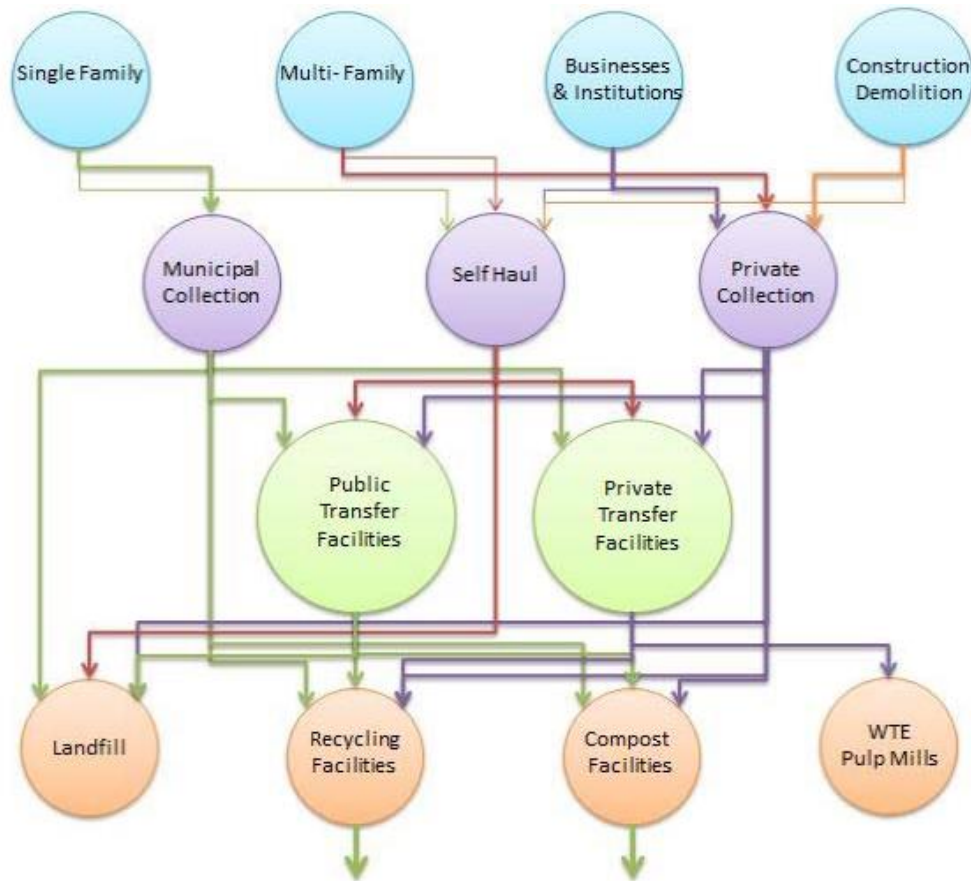 Single Family
Multi- Family
Businesses
& Institutions
Construction
Demolition
Municipal
Collection
Self Haul
Private
Collection
Public
Transfer
Facilities
Private
Transfer
Facilities
Landfill
Recycling
Facilities
Compost
Facilities
WTE
Pulp Mills